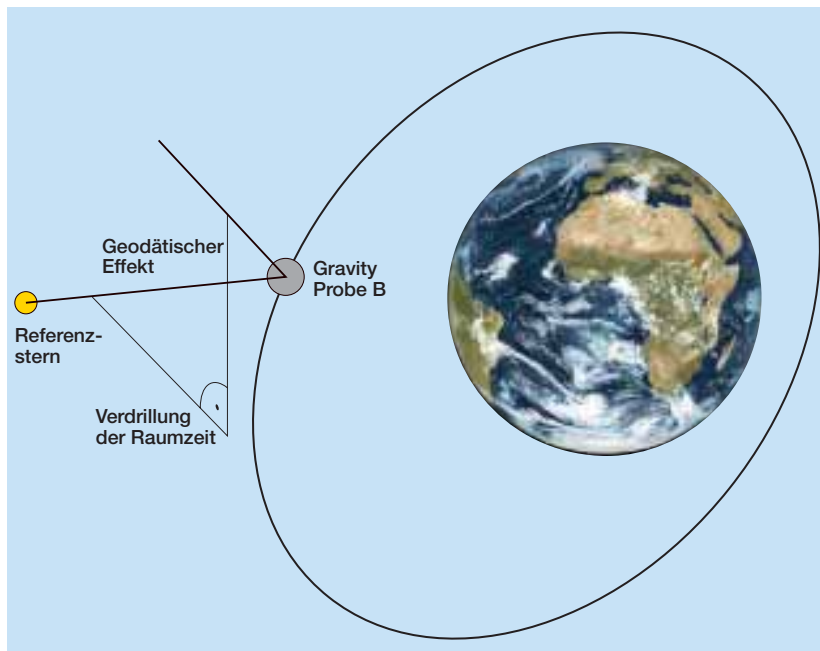 Geodätischer
Effekt
Gravity
Probe B
Referenz-
stern
Verdrillung
der Raumzeit